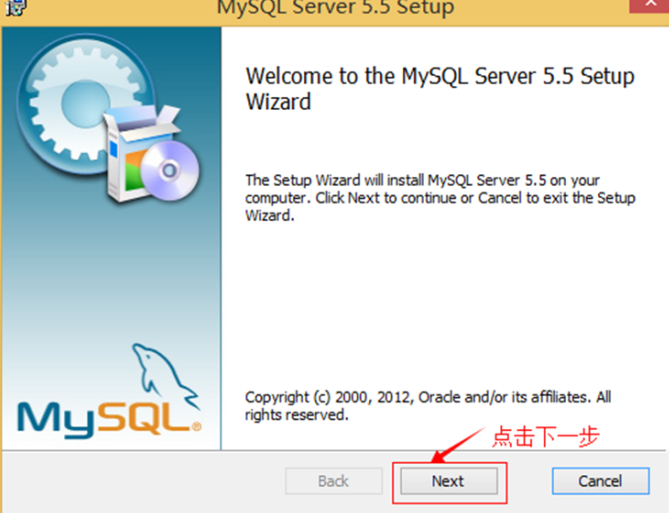 MySQL Server 5.5 Setup
Welcome to the MySQL Server 5.5 Setup
Wizard
The Setup Wizard will install MySQL Server 5.5 on your
computer. Click Next to continue or Cancel to exit the Setup
Wizard.
MySQL®
Copyright (c) 2000, 2012, Oracle and/or its affiliates. All
rights reserved.
点击下一步
Back
Next
Cancel